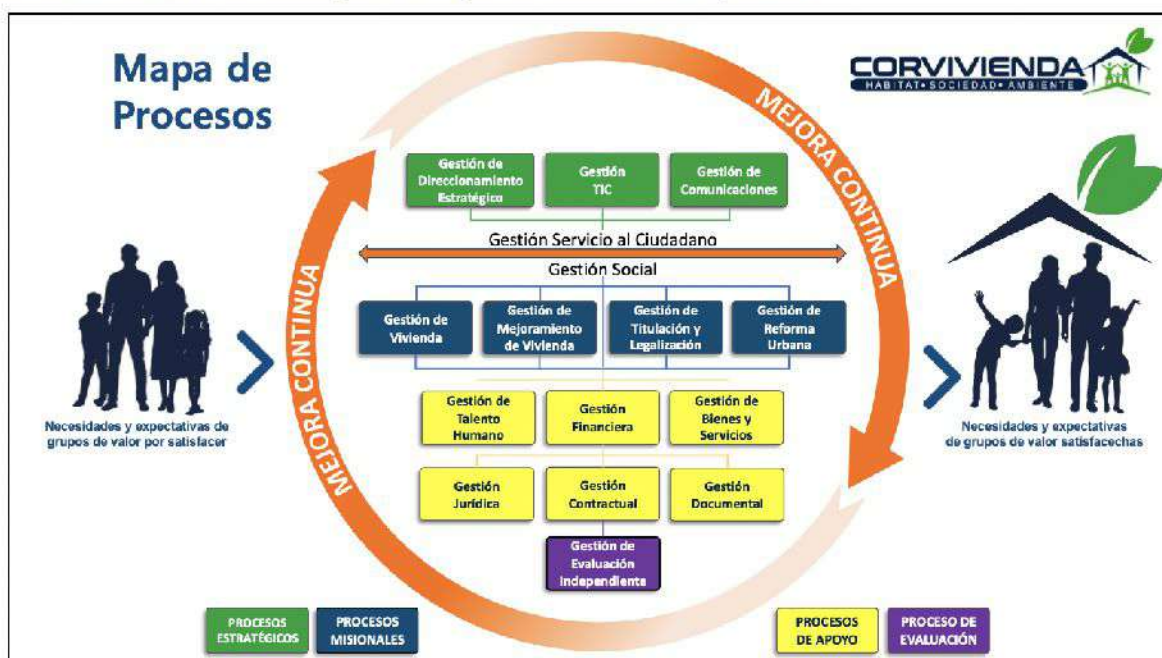 Mapa de
Procesos
CORVIVIENDA
HABITAT • SOCIEDAD • AMBIENTE
MEJORA CONTINUA
MEJORA CONTINUA
Gestión de
Direccionamiento
Estratégico
Gestión
TIC
Gestión de
Comunicaciones
Gestión Servicio al Ciudadano
Gestión Social
Gestión de
Vivienda
Gestión de
Mejoramiento
de Vivienda
Gestión de
Titulación y
Legalización
Gestión de
Reforma
Urbana
Necesidades y expectativas de
grupos de valor por satisfacer
Necesidades y expectativas
de grupos de valor satisfacechas
Gestión de
Talento
Humano
Gestión
Financiera
Gestión de
Bienes y
Servicios
Gestión
Jurídica
Gestión
Contractual
Gestión
Documental
Gestión de
Evaluación
Independiente
PROCESOS
ESTRATÉGICOS
PROCESOS
MISIONALES
PROCESOS
DE APOYO
PROCESO DE
EVALUACIÓN